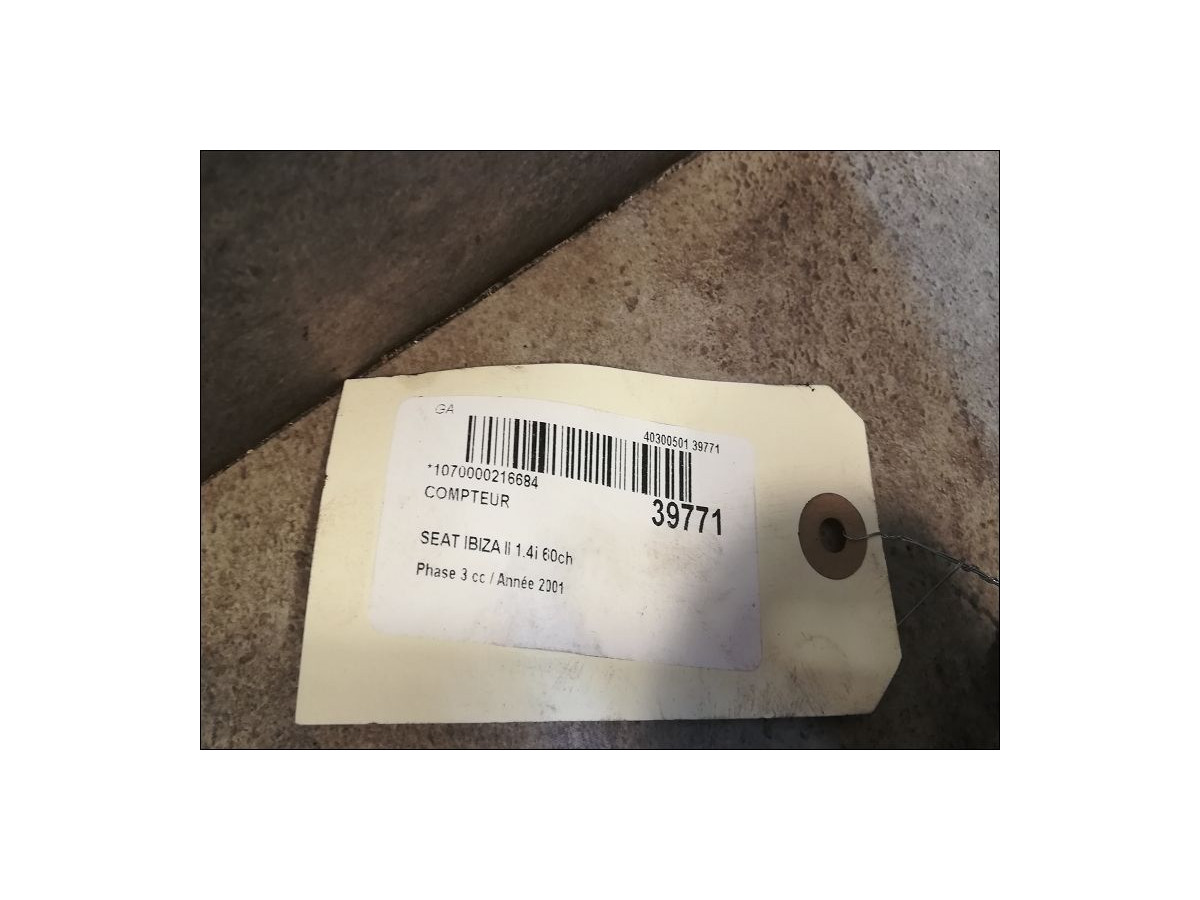 GA
40300501 39771
*1070000216684
COMPTEUR
39771
SEAT IBIZA II 1.4i 60ch
Phase 3 cc / Année 2001